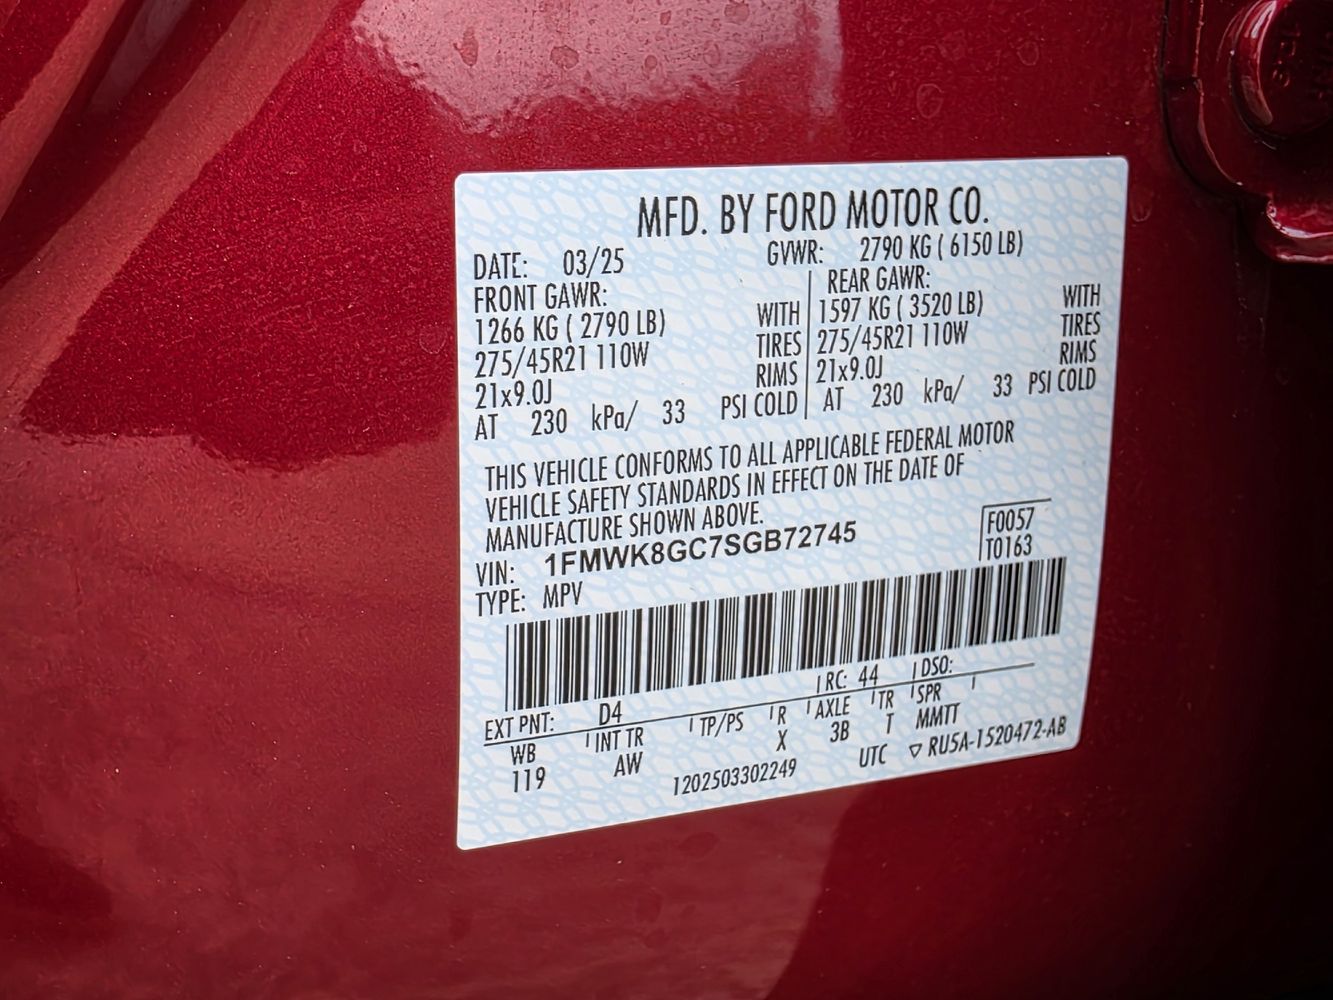 MFD. BY FORD MOTOR CO.
DATE: 03/25 GVWR: 2790 KG ( 6150 LB)
FRONT GAWR: REAR GAWR:
1266 KG ( 2790 LB) WITH 1597 KG ( 3520 LB) WITH
275/45R21 110W TIRES 275/45R21 110W TIRES
21x9.0J RIMS 21x9.0J RIMS
AT 230 kPa/ 33 PSI COLD AT 230 kPa/ 33 PSI COLD
THIS VEHICLE CONFORMS TO ALL APPLICABLE FEDERAL MOTOR
VEHICLE SAFETY STANDARDS IN EFFECT ON THE DATE OF
MANUFACTURE SHOWN ABOVE.
F0057
VIN: 1FMWK8GC7SGB72745
T0163
TYPE: MPV
EXT PNT: D4 RC: 44 DSO:
WB INT TR TP/PS R AXLE TR SPR
119 AW X 3B T MMTT
1202503302249 UTC ▽ RU5A-1520472-AB